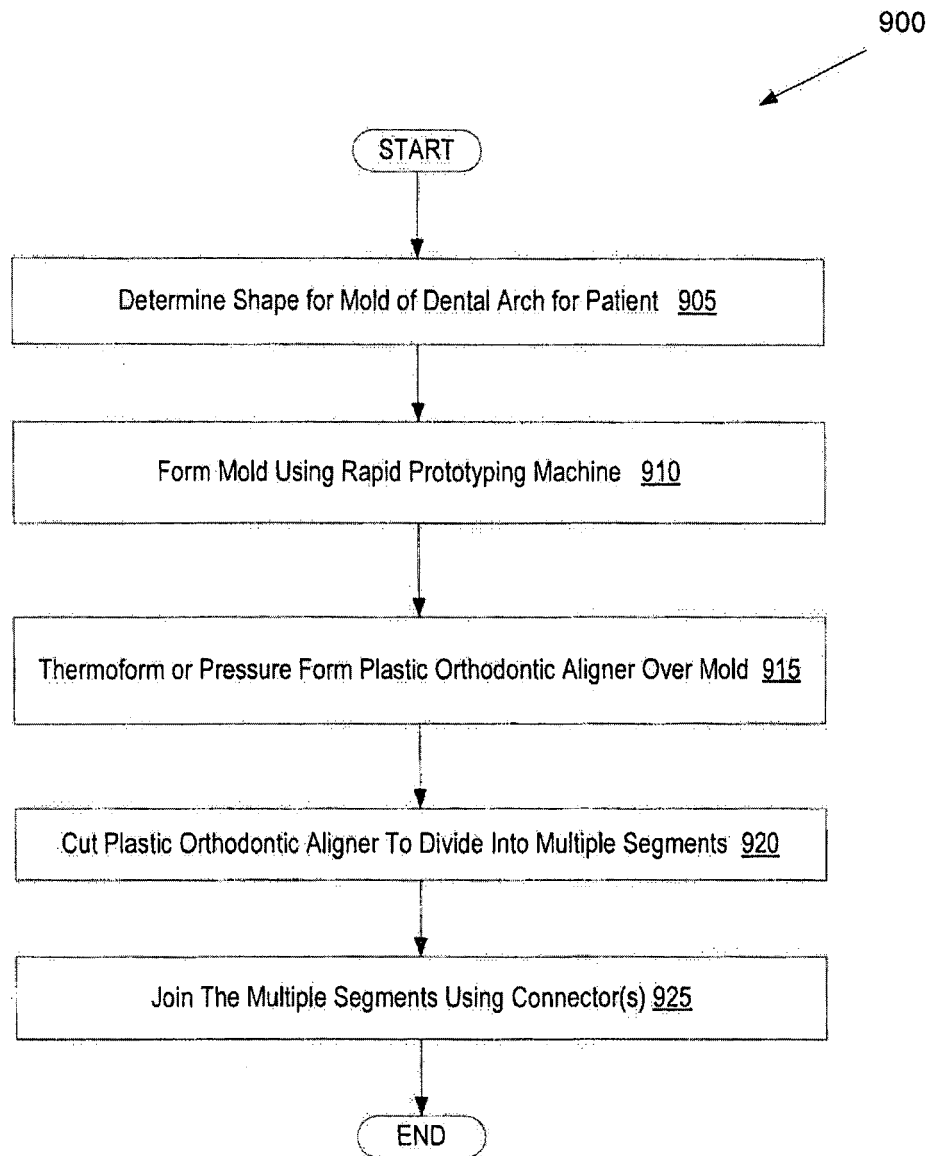 900
START
Determine Shape for Mold of Dental Arch for Patient 905
Form Mold Using Rapid Prototyping Machine 910
Thermoform or Pressure Form Plastic Orthodontic Aligner Over Mold 915
Cut Plastic Orthodontic Aligner To Divide Into Multiple Segments 920
Join The Multiple Segments Using Connector(s) 925
END